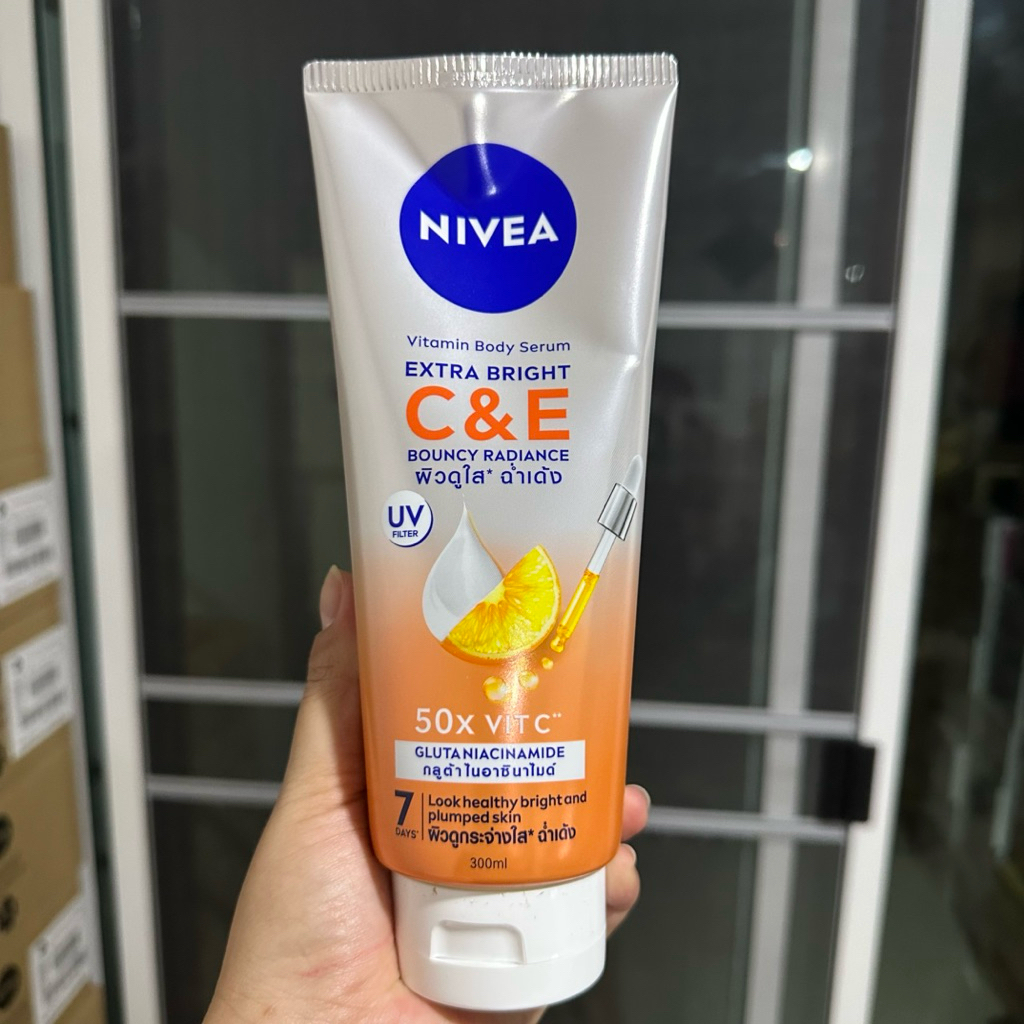 NIVEA
Vitamin Body Serum
EXTRA BRIGHT
C&E
BOUNCY RADIANCE
ผิวดูใส* ฉ่ำเด้ง
UV
FILTER
50X VIT C**
GLUTANIACINAMIDE
กลูต้าไนอาซินาไมด์
7
DAYS*
Look healthy bright and
plumped skin
ผิวดูกระจ่างใส* ฉ่ำเด้ง
300ml